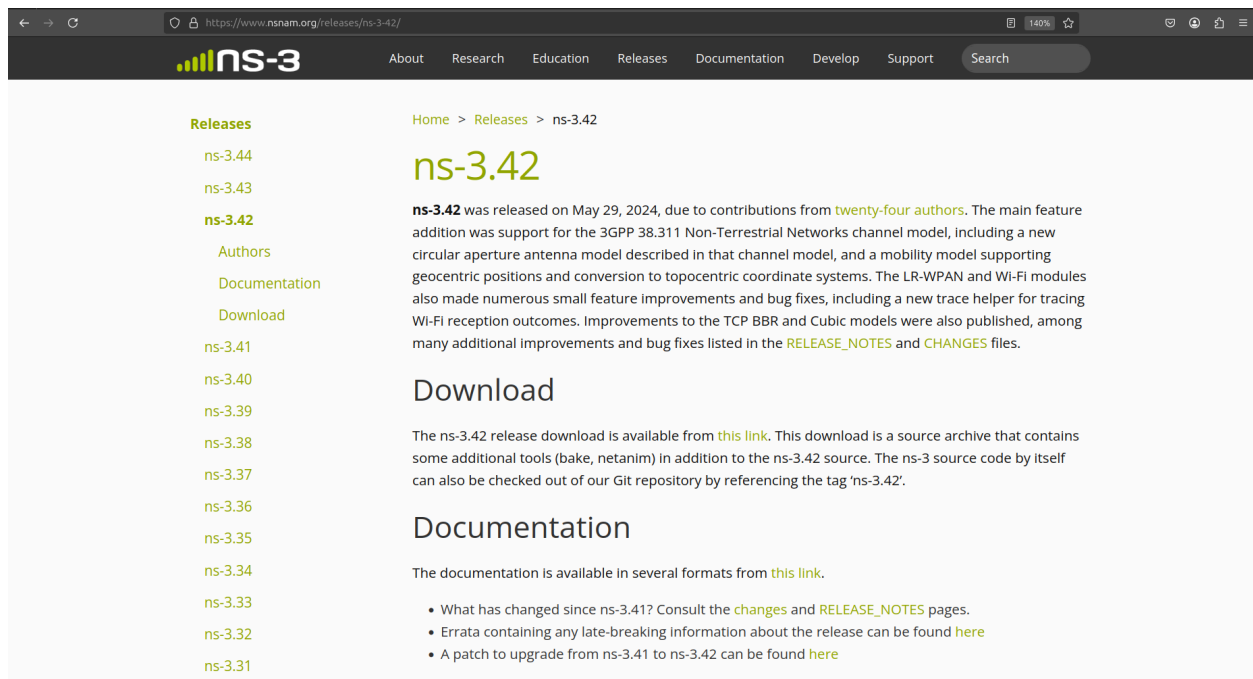 https://www.nsnam.org/releases/ns-3-42/
140%
ns-3
About Research Education Releases Documentation Develop Support Search
Releases
ns-3.44
ns-3.43
ns-3.42
Authors
Documentation
Download
ns-3.41
ns-3.40
ns-3.39
ns-3.38
ns-3.37
ns-3.36
ns-3.35
ns-3.34
ns-3.33
ns-3.32
ns-3.31
Home > Releases > ns-3.42
ns-3.42
ns-3.42 was released on May 29, 2024, due to contributions from twenty-four authors. The main feature
addition was support for the 3GPP 38.311 Non-Terrestrial Networks channel model, including a new
circular aperture antenna model described in that channel model, and a mobility model supporting
geocentric positions and conversion to topocentric coordinate systems. The LR-WPAN and Wi-Fi modules
also made numerous small feature improvements and bug fixes, including a new trace helper for tracing
Wi-Fi reception outcomes. Improvements to the TCP BBR and Cubic models were also published, among
many additional improvements and bug fixes listed in the RELEASE_NOTES and CHANGES files.
Download
The ns-3.42 release download is available from this link. This download is a source archive that contains
some additional tools (bake, netanim) in addition to the ns-3.42 source. The ns-3 source code by itself
can also be checked out of our Git repository by referencing the tag ‘ns-3.42’.
Documentation
The documentation is available in several formats from this link.
• What has changed since ns-3.41? Consult the changes and RELEASE_NOTES pages.
• Errata containing any late-breaking information about the release can be found here
• A patch to upgrade from ns-3.41 to ns-3.42 can be found here